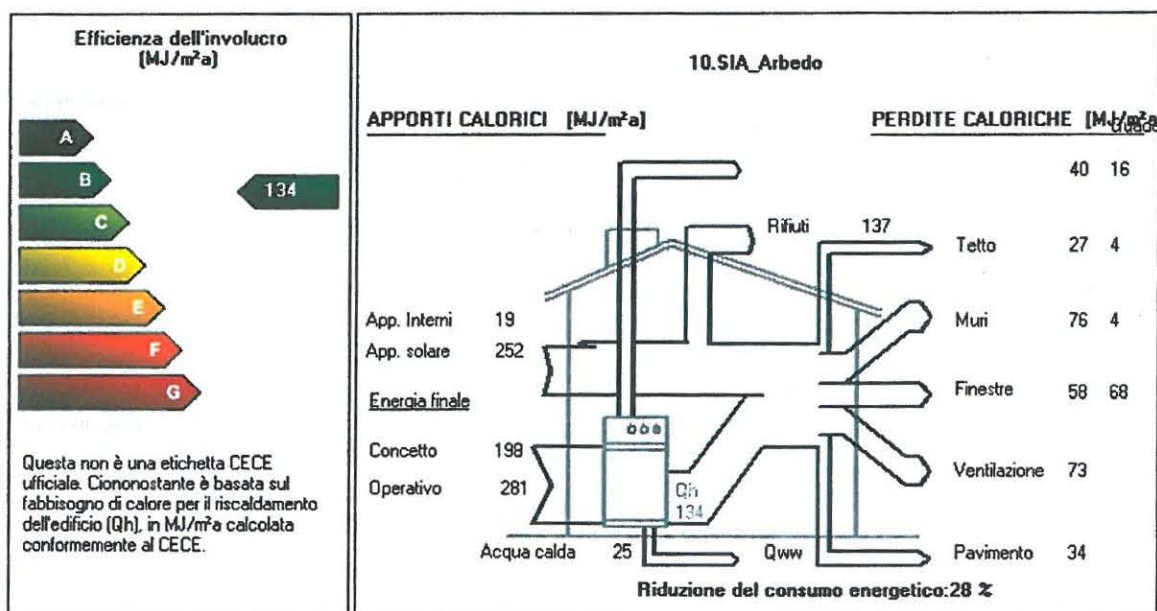 Efficienza dell'involucro
(MJ/m²a)
A
B
134
C
D
E
F
G
Questa non è una etichetta CECE
ufficiale. Ciononostante è basata sul
fabbisogno di calore per il riscaldamento
dell'edificio (Qh), in MJ/m²a calcolata
conformemente al CECE.
10.SIA_Arbedo
APPORTI CALORICI [MJ/m²a]
PERDITE CALORICHE [MJ/m²a
40 16
Rifiuti 137
Tetto 27 4
App. Interni 19
Muri 76 4
App. solare 252
Energia finale
Finestre 58 68
Concetto 198
Ventilazione 73
Operativo 281
Qh
134
Acqua calda 25 Qww Pavimento 34
Riduzione del consumo energetico:28 %